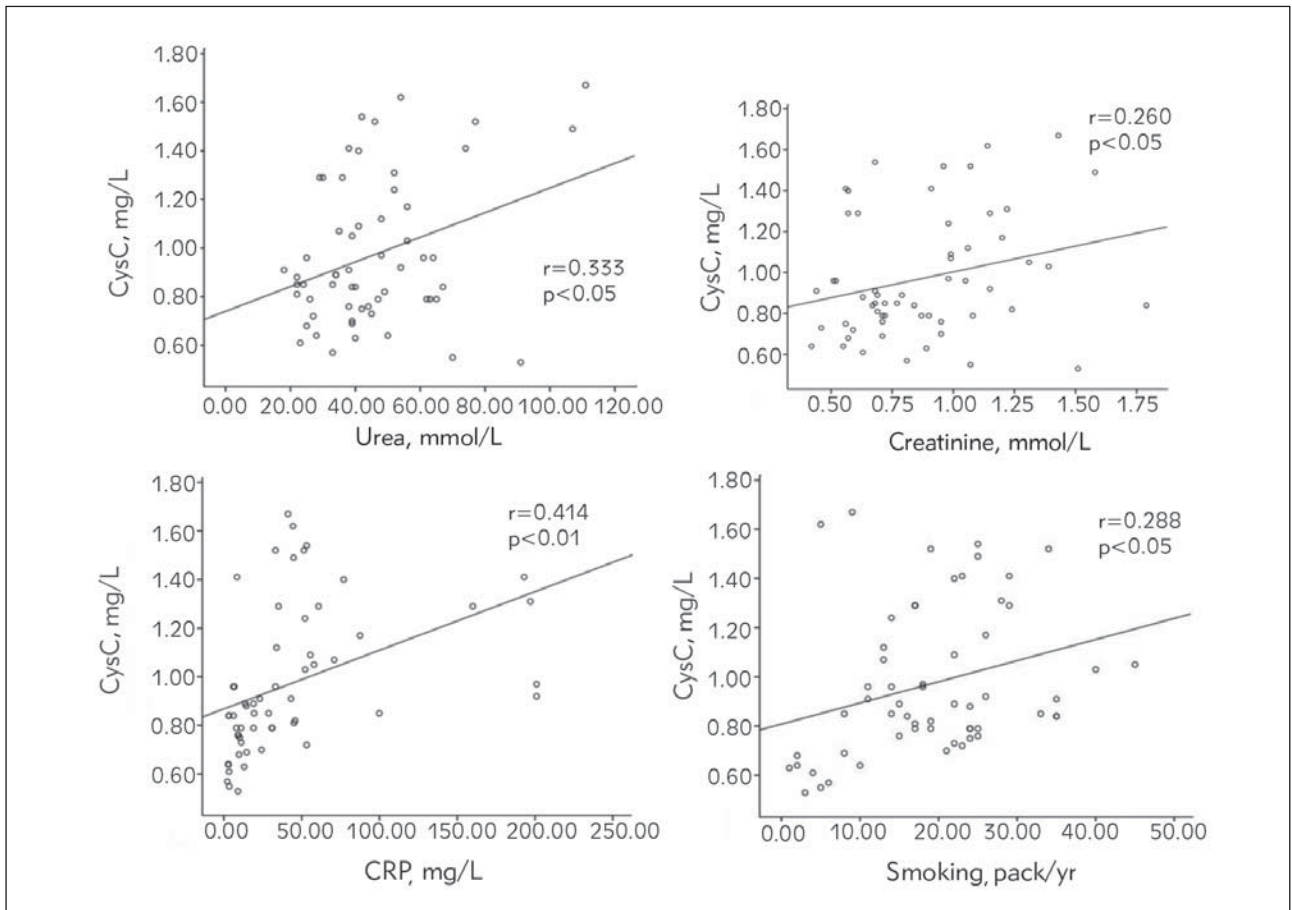 1.80
1.60
1.40
1.20
1.00
0.80
0.60
CysC, mg/L
r=0.333
p<0.05
0.00 20.00 40.00 60.00 80.00 100.00 120.00
Urea, mmol/L
1.80
1.60
1.40
1.20
1.00
0.80
0.60
CysC, mg/L
r=0.260
p<0.05
0.50 0.75 1.00 1.25 1.50 1.75
Creatinine, mmol/L
1.80
1.60
1.40
1.20
1.00
0.80
0.60
CysC, mg/L
r=0.414
p<0.01
0.00 50.00 100.00 150.00 200.00 250.00
CRP, mg/L
1.80
1.60
1.40
1.20
1.00
0.80
0.60
CysC, mg/L
r=0.288
p<0.05
0.00 10.00 20.00 30.00 40.00 50.00
Smoking, pack/yr